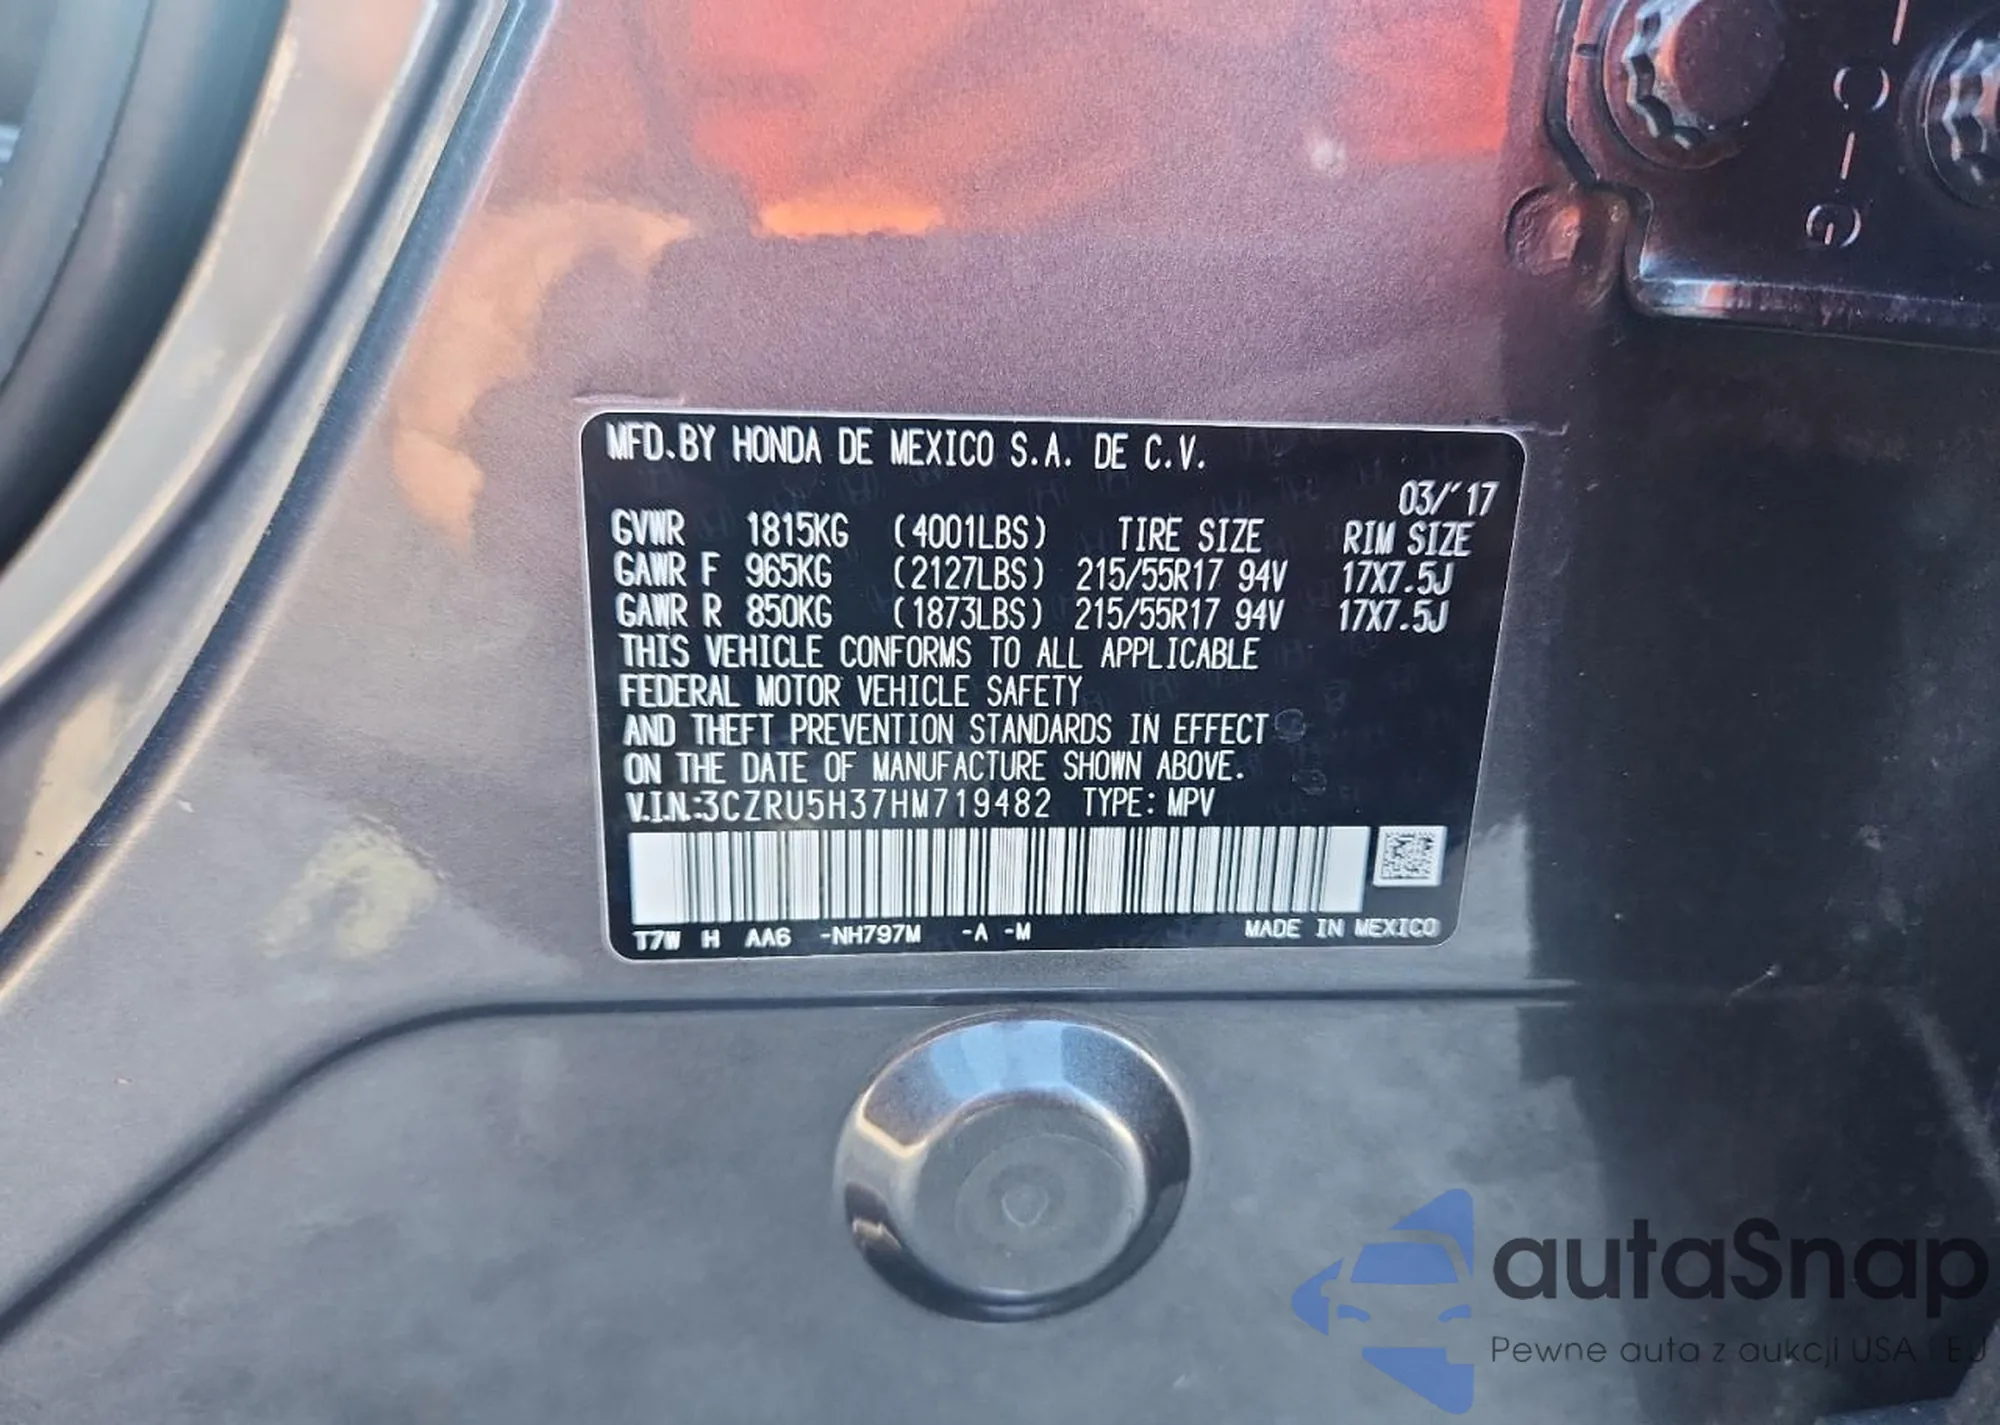 MFD.BY HONDA DE MEXICO S.A. DE C.V.
03/'17
GVWR 1815KG (4001LBS) TIRE SIZE RIM SIZE
GAWR F 965KG (2127LBS) 215/55R17 94V 17X7.5J
GAWR R 850KG (1873LBS) 215/55R17 94V 17X7.5J
THIS VEHICLE CONFORMS TO ALL APPLICABLE
FEDERAL MOTOR VEHICLE SAFETY
AND THEFT PREVENTION STANDARDS IN EFFECT
ON THE DATE OF MANUFACTURE SHOWN ABOVE.
V.I.N.:3CZRU5H37HM719482 TYPE: MPV
T7W H AA6 -NH797M -A -M MADE IN MEXICO
autaSnap
Pewne auta z aukcji USA i EU